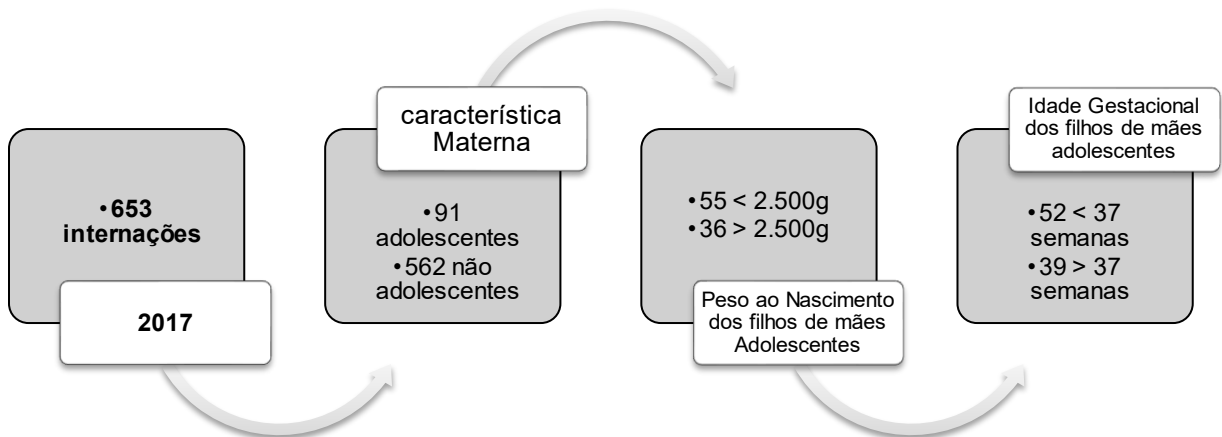 •653
internações
2017
característica
Materna
•91
adolescentes
•562 não
adolescentes
•55 < 2.500g
•36 > 2.500g
Peso ao Nascimento
dos filhos de mães
Adolescentes
Idade Gestacional
dos filhos de mães
adolescentes
•52 < 37
semanas
•39 > 37
semanas